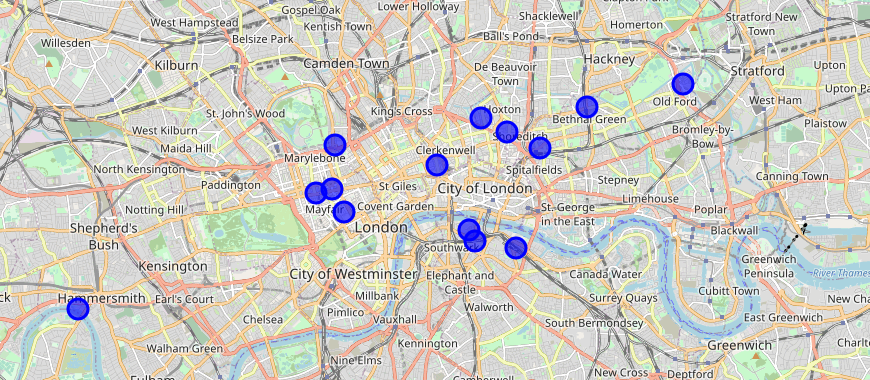 Gospel Oak
Lower Holloway
West Hampstead
Kentish Town
Shacklewell
Homerton
Stratford New
Town
Willesden
Belsize Park
Ball's Pond
Kilburn
Camden Town
De Beauvoir
Town
Hackney
Stratford
Upton
West Ham
Old Ford
St. John's Wood
King's Cross
Hoxton
Bethnal Green
Plaistow
West Kilburn
Shoreditch
Bromley-by-
Bow
Maida Hill
Marylebone
Clerkenwell
North Kensington
Spitalfields
Canning Town
Paddington
St Giles
City of London
Stepney
Notting Hill
Mayfair
Covent Garden
St. George
in the East
Limehouse
Poplar
Shepherd's
Bush
London
Blackwall
Southwa
Kensington
City of Westminster
Elephant and
Castle
Canada Water
Greenwich
Peninsula
River Thames
Hammersmith
Earl's Court
Millbank
Surrey Quays
Cubitt Town
New Cha
Pimlico
Walworth
Chelsea
Vauxhall
South Bermondsey
East Greenwich
Walham Green
Kennington
Greenwich
Charlt
Nine Elms
New Cross
Deptford
Fulham
Camberwell